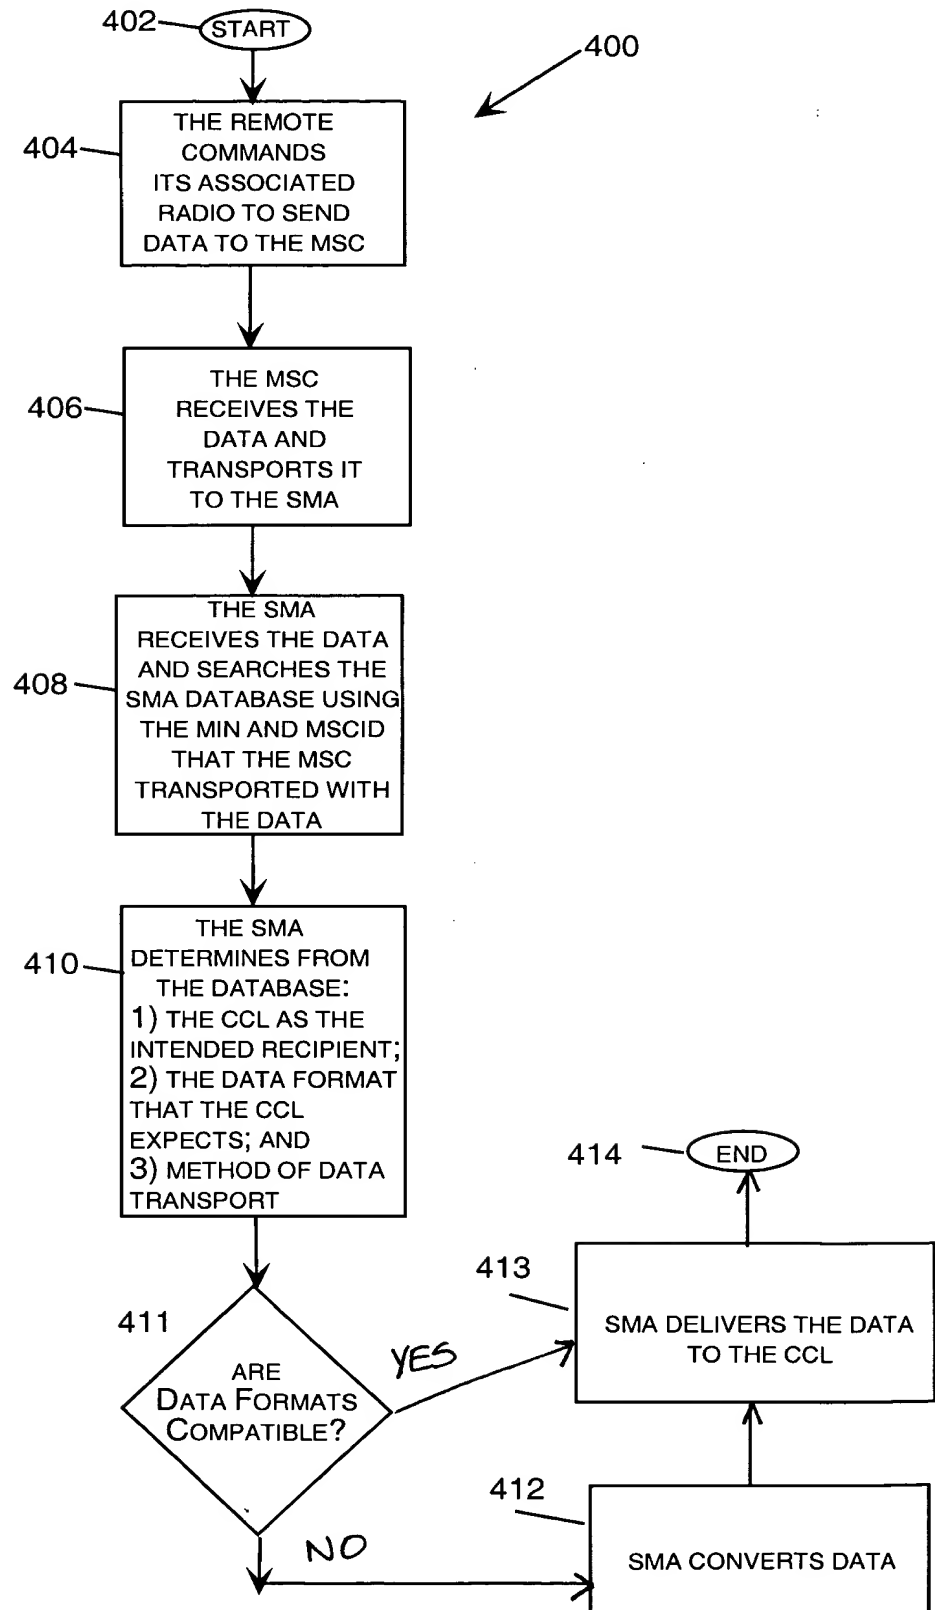 402
START
400
404
THE REMOTE
COMMANDS
ITS ASSOCIATED
RADIO TO SEND
DATA TO THE MSC
406
THE MSC
RECEIVES THE
DATA AND
TRANSPORTS IT
TO THE SMA
408
THE SMA
RECEIVES THE DATA
AND SEARCHES THE
SMA DATABASE USING
THE MIN AND MSCID
THAT THE MSC
TRANSPORTED WITH
THE DATA
410
THE SMA
DETERMINES FROM
THE DATABASE:
1) THE CCL AS THE
INTENDED RECIPIENT;
2) THE DATA FORMAT
THAT THE CCL
EXPECTS; AND
3) METHOD OF DATA
TRANSPORT
411
ARE
DATA FORMATS
COMPATIBLE?
YES
NO
412
SMA CONVERTS DATA
413
SMA DELIVERS THE DATA
TO THE CCL
414
END